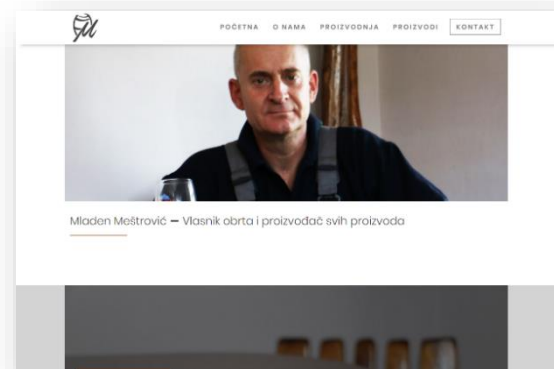 POČETNA O NAMA PROIZVODNJA PROIZVODI KONTAKT
Mladen Meštrović — Vlasnik obrta i proizvođač svih proizvoda